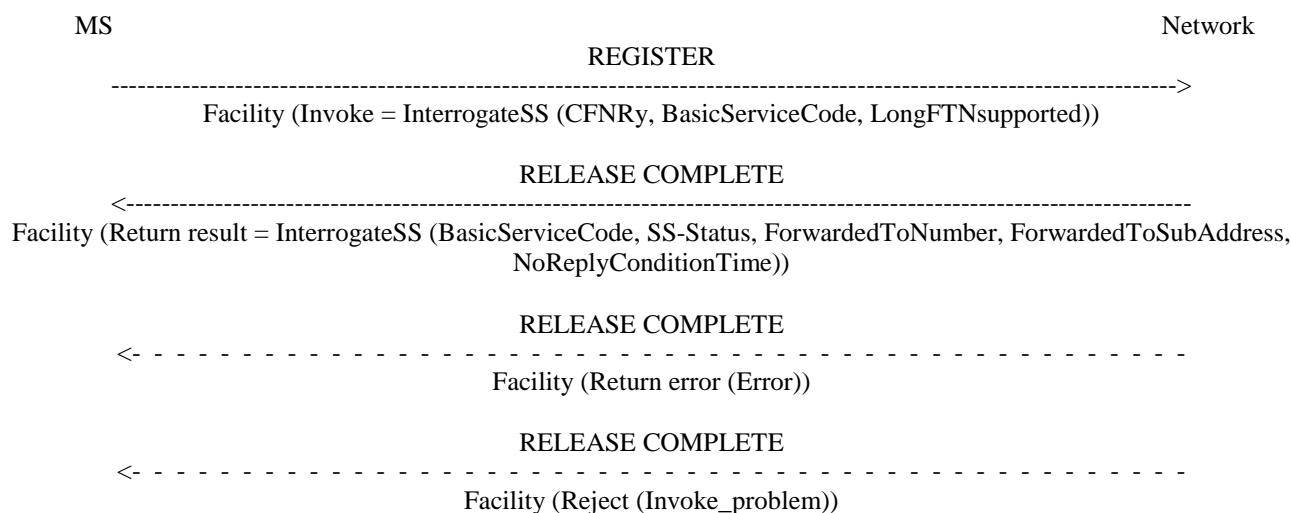 MS Network
REGISTER
------------------------------------------------------------------------------------------------------------------------->
Facility (Invoke = InterrogateSS (CFNRy, BasicServiceCode, LongFTNsupported))
RELEASE COMPLETE
<-------------------------------------------------------------------------------------------------------------------------
Facility (Return result = InterrogateSS (BasicServiceCode, SS-Status, ForwardedToNumber, ForwardedToSubAddress,
NoReplyConditionTime))
RELEASE COMPLETE
<- - - - - - - - - - - - - - - - - - - - - - - - - - - - - - - - - - - - - - - - - - - - - - - - -
Facility (Return error (Error))
RELEASE COMPLETE
<- - - - - - - - - - - - - - - - - - - - - - - - - - - - - - - - - - - - - - - - - - - - - - - - -
Facility (Reject (Invoke_problem))